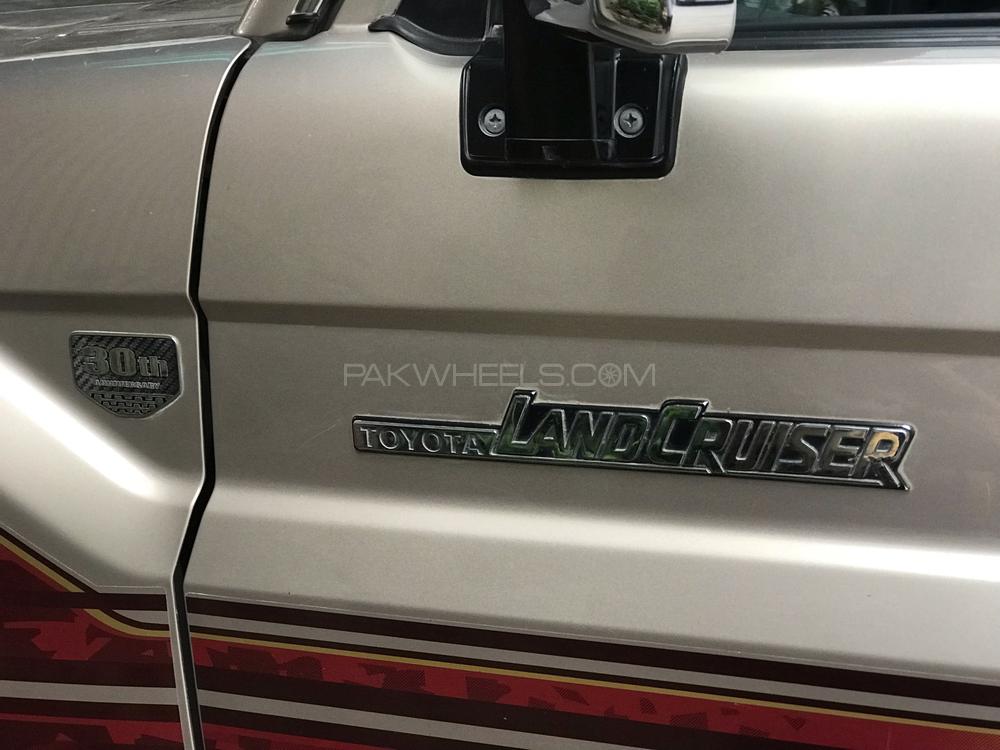 30th
ANNIVERSARY
PAKWHEELS.COM
TOYOTA LANDCRUISER